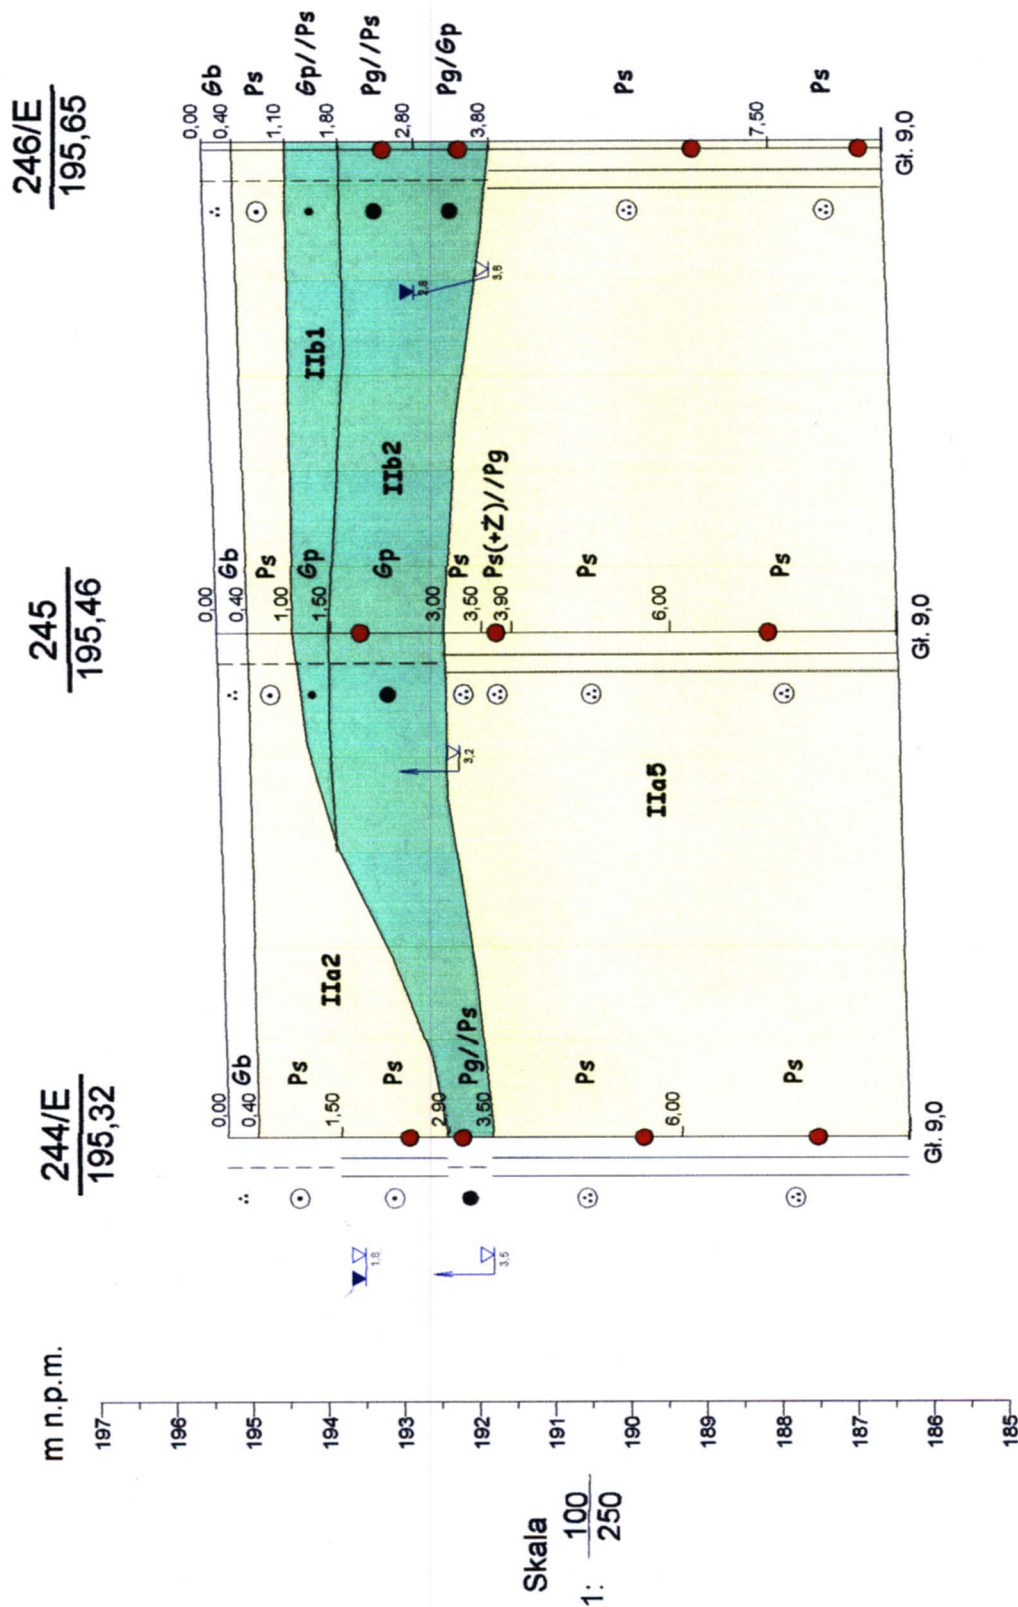 m n.p.m.
197
196
195
194
193
192
191
190
189
188
187
186
185
Skala
1: 100
250
244/E
195,32
0,00
Gb
0,40
Ps
1,50
Ps
2,90
Pg//Ps
3,50
Ps
6,00
Ps
Gł. 9,0
1,8
3,5
IIa2
245
195,46
0,00
Gb
0,40
Ps
1,00
Gp
1,50
Gp
3,00
Ps
3,50
Ps(+Ż)//Pg
3,90
Ps
6,00
Ps
Gł. 9,0
3,2
IIa5
IIb1
IIb2
246/E
195,65
0,00
Gb
0,40
Ps
1,10
Gp//Ps
1,80
Pg//Ps
2,80
Pg/Gp
3,80
Ps
7,50
Ps
Gł. 9,0
2,8
3,8